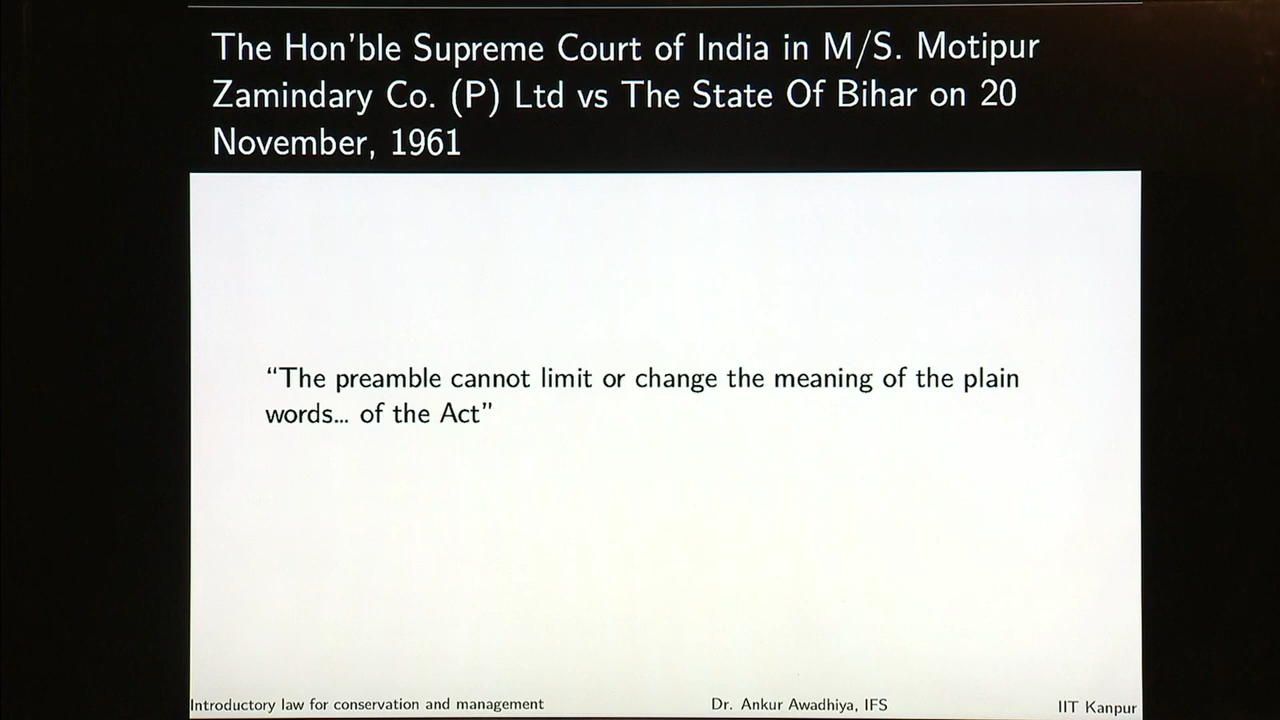 The Hon'ble Supreme Court of India in M/S. Motipur
Zamindary Co. (P) Ltd vs The State Of Bihar on 20
November, 1961
“The preamble cannot limit or change the meaning of the plain
words... of the Act”
Introductory law for conservation and management Dr. Ankur Awadhiya, IFS IIT Kanpur